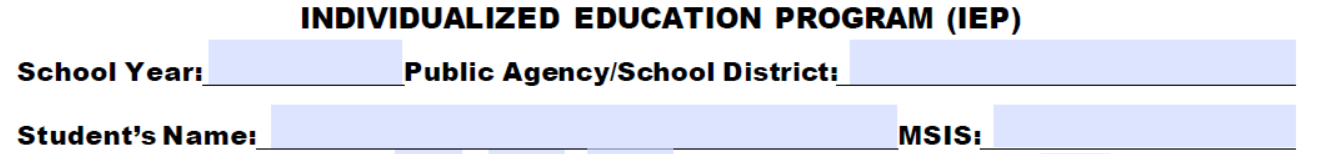 INDIVIDUALIZED EDUCATION PROGRAM (IEP)
School Year: Public Agency/School District:
Student's Name: MSIS: